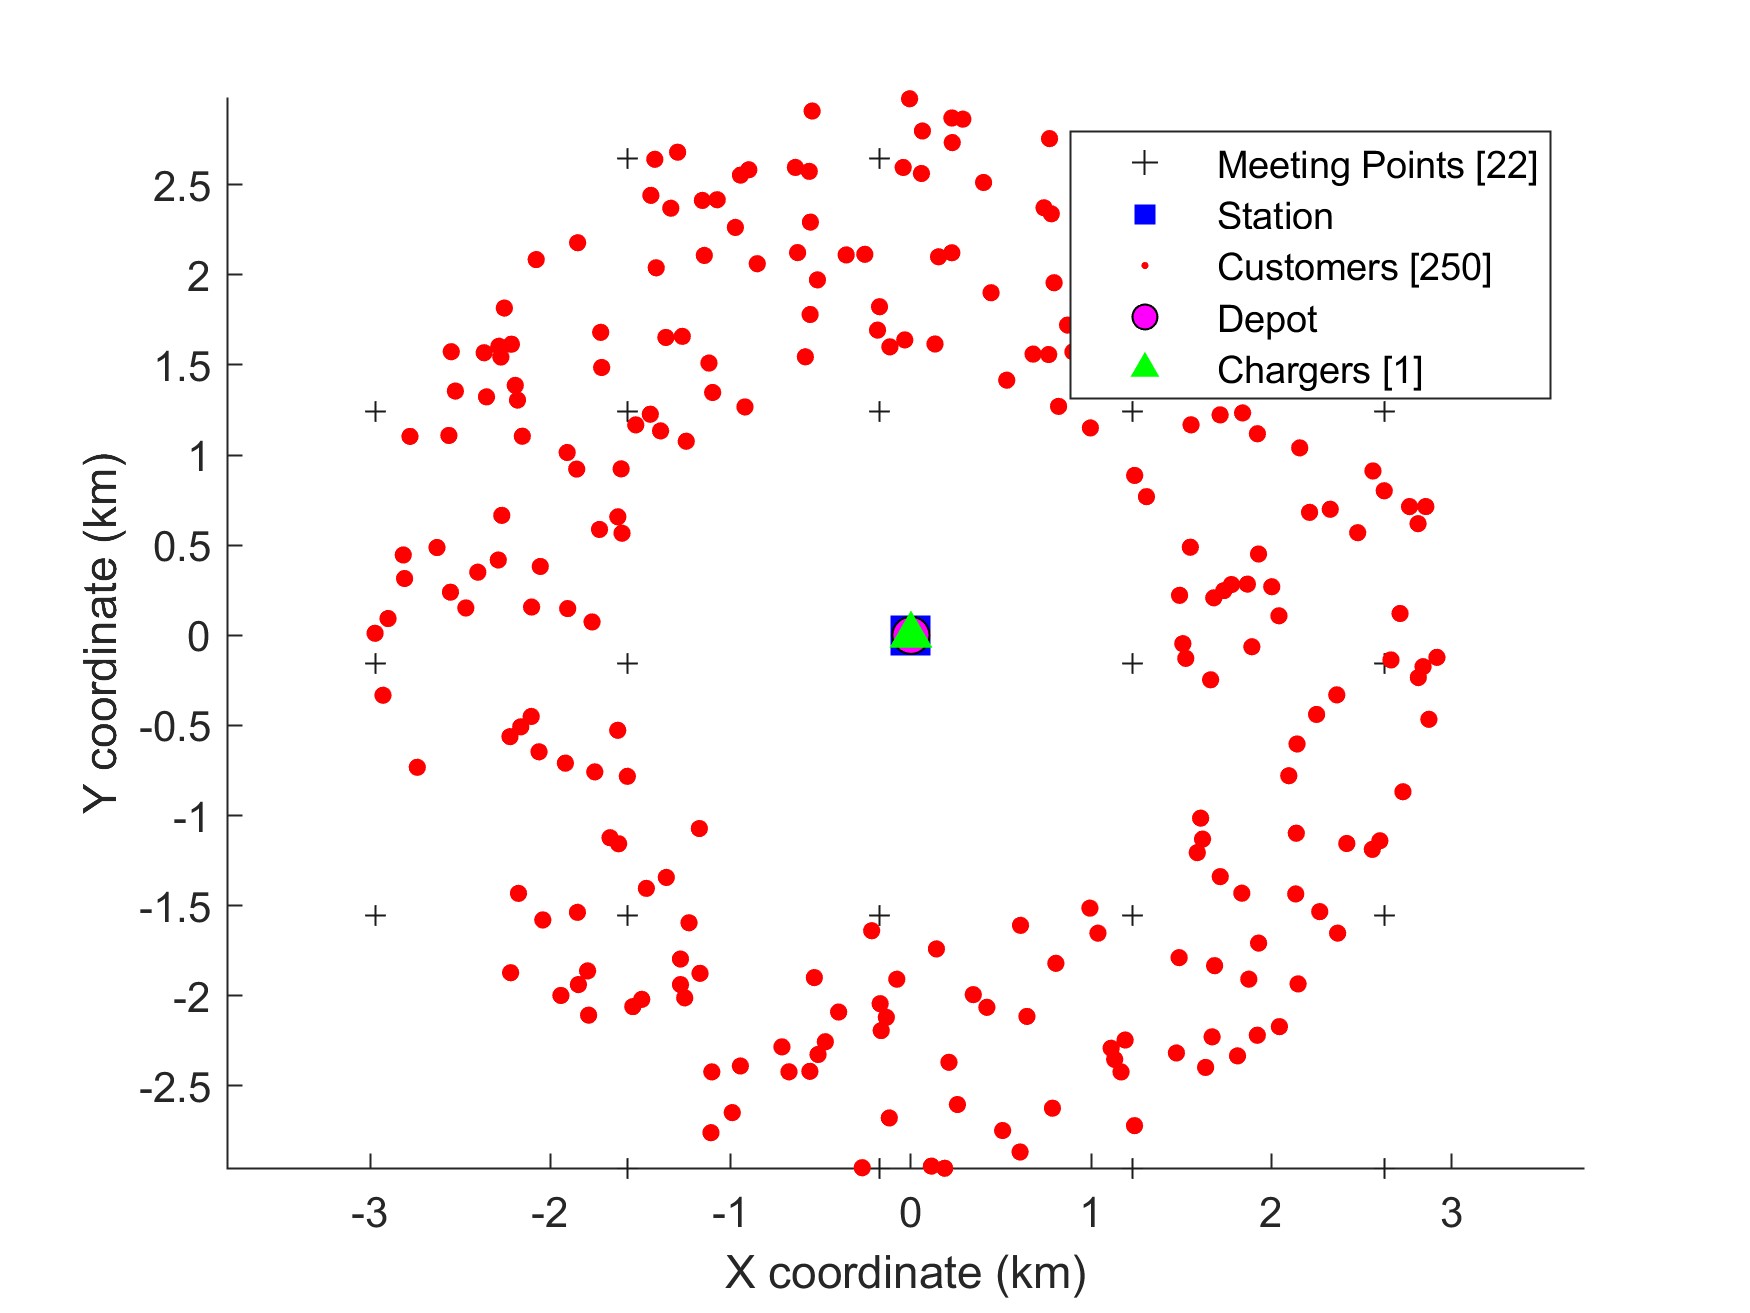 Meeting Points [22]
Station
Customers [250]
Depot
Chargers [1]
2.5
2
1.5
1
0.5
0
-0.5
-1
-1.5
-2
-2.5
Y coordinate (km)
-3 -2 -1 0 1 2 3
X coordinate (km)